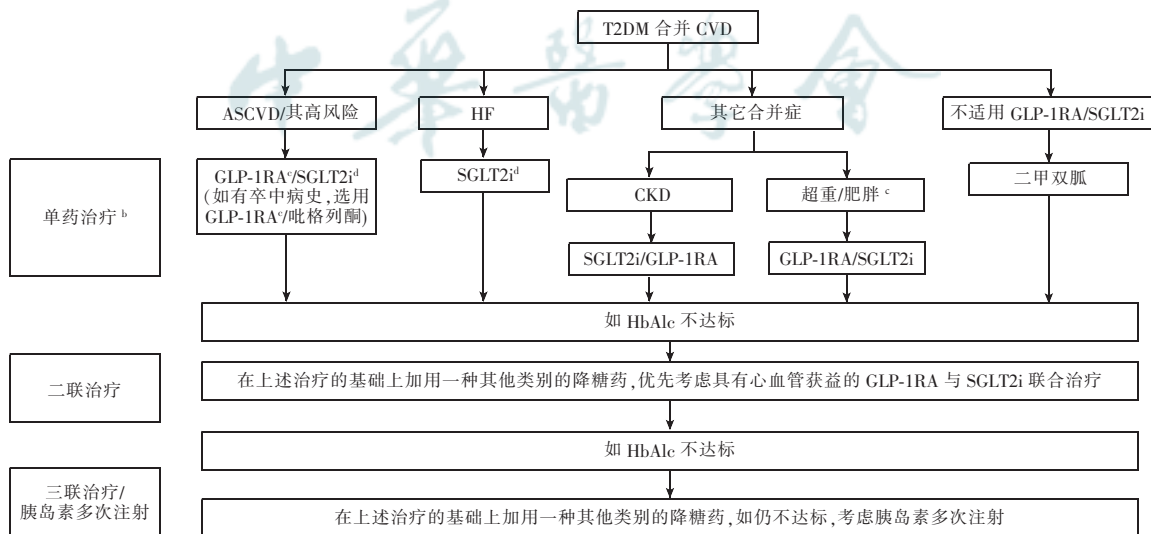 中華醫學會
T2DM 合并 CVD
ASCVD/其高风险
HF
其它合并症
不适用 GLP-1RA/SGLT2i
单药治疗 b
GLP-1RAc/SGLT2id
(如有卒中病史,选用
GLP-1RAc/吡格列酮)
SGLT2id
CKD
超重/肥胖 c
二甲双胍
SGLT2i/GLP-1RA
GLP-1RA/SGLT2i
如 HbAlc 不达标
二联治疗
在上述治疗的基础上加用一种其他类别的降糖药,优先考虑具有心血管获益的 GLP-1RA 与 SGLT2i 联合治疗
如 HbAlc 不达标
三联治疗/
胰岛素多次注射
在上述治疗的基础上加用一种其他类别的降糖药,如仍不达标,考虑胰岛素多次注射